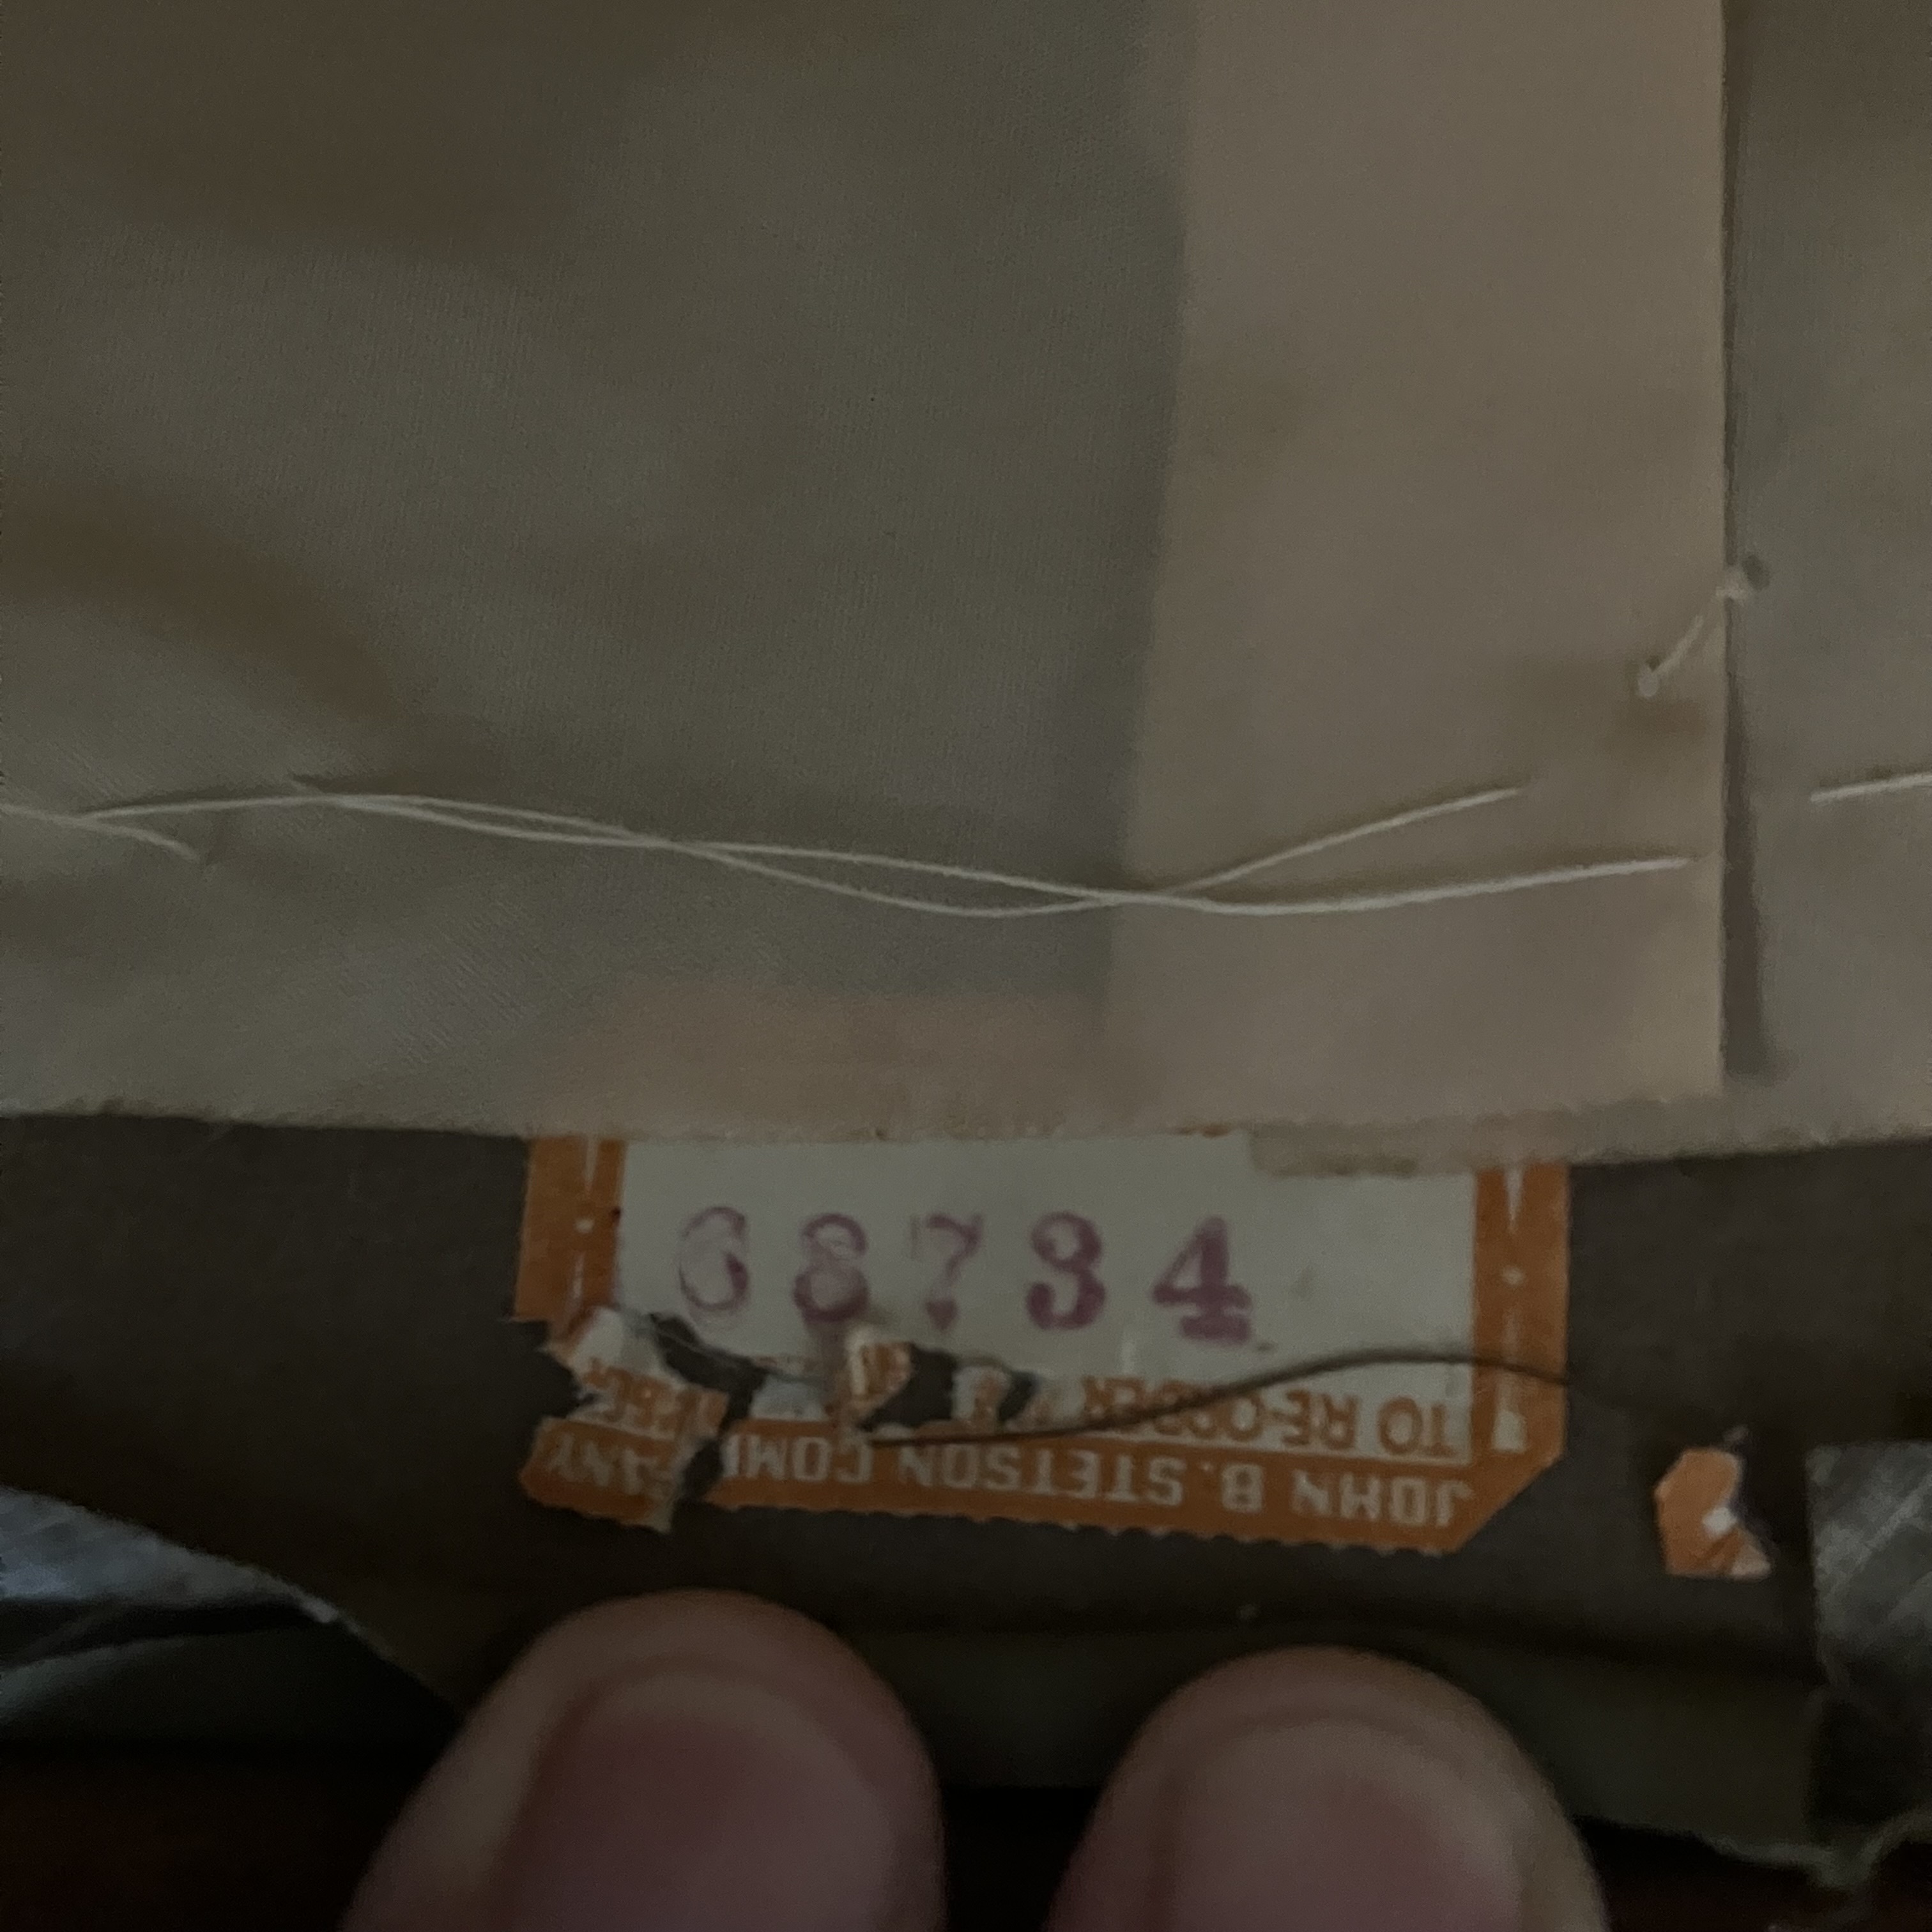 68734
TO RE-ORDER
JOHN B. STETSON COMPANY